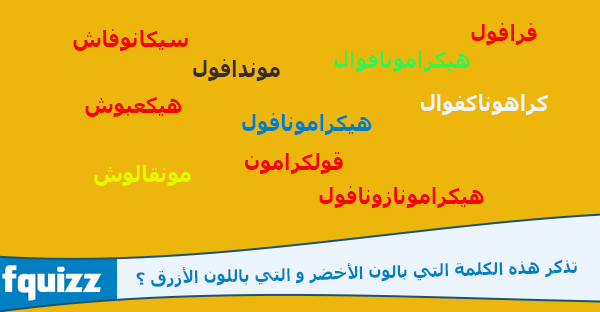 فرافول
سيكانوفاش
هيكرامونافوال
موندافول
كراهوناكفوال
هيكعبوش
هيكرامونافول
قولكرامون
مونقالوش
هيكرامونازونافول
تذكر هذه الكلمة التي بالون الأخضر و التي باللون الأزرق ؟
fquizz